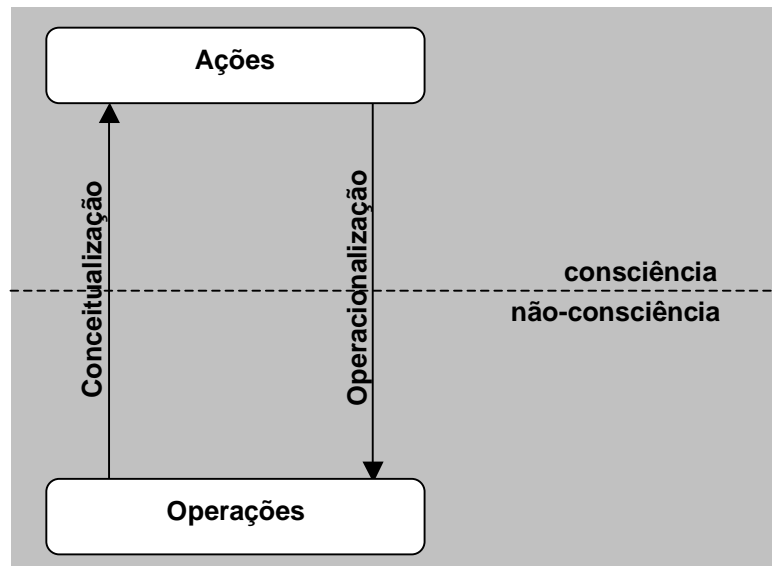 Ações
Conceitualização
Operacionalização
consciência
não-consciência
Operações